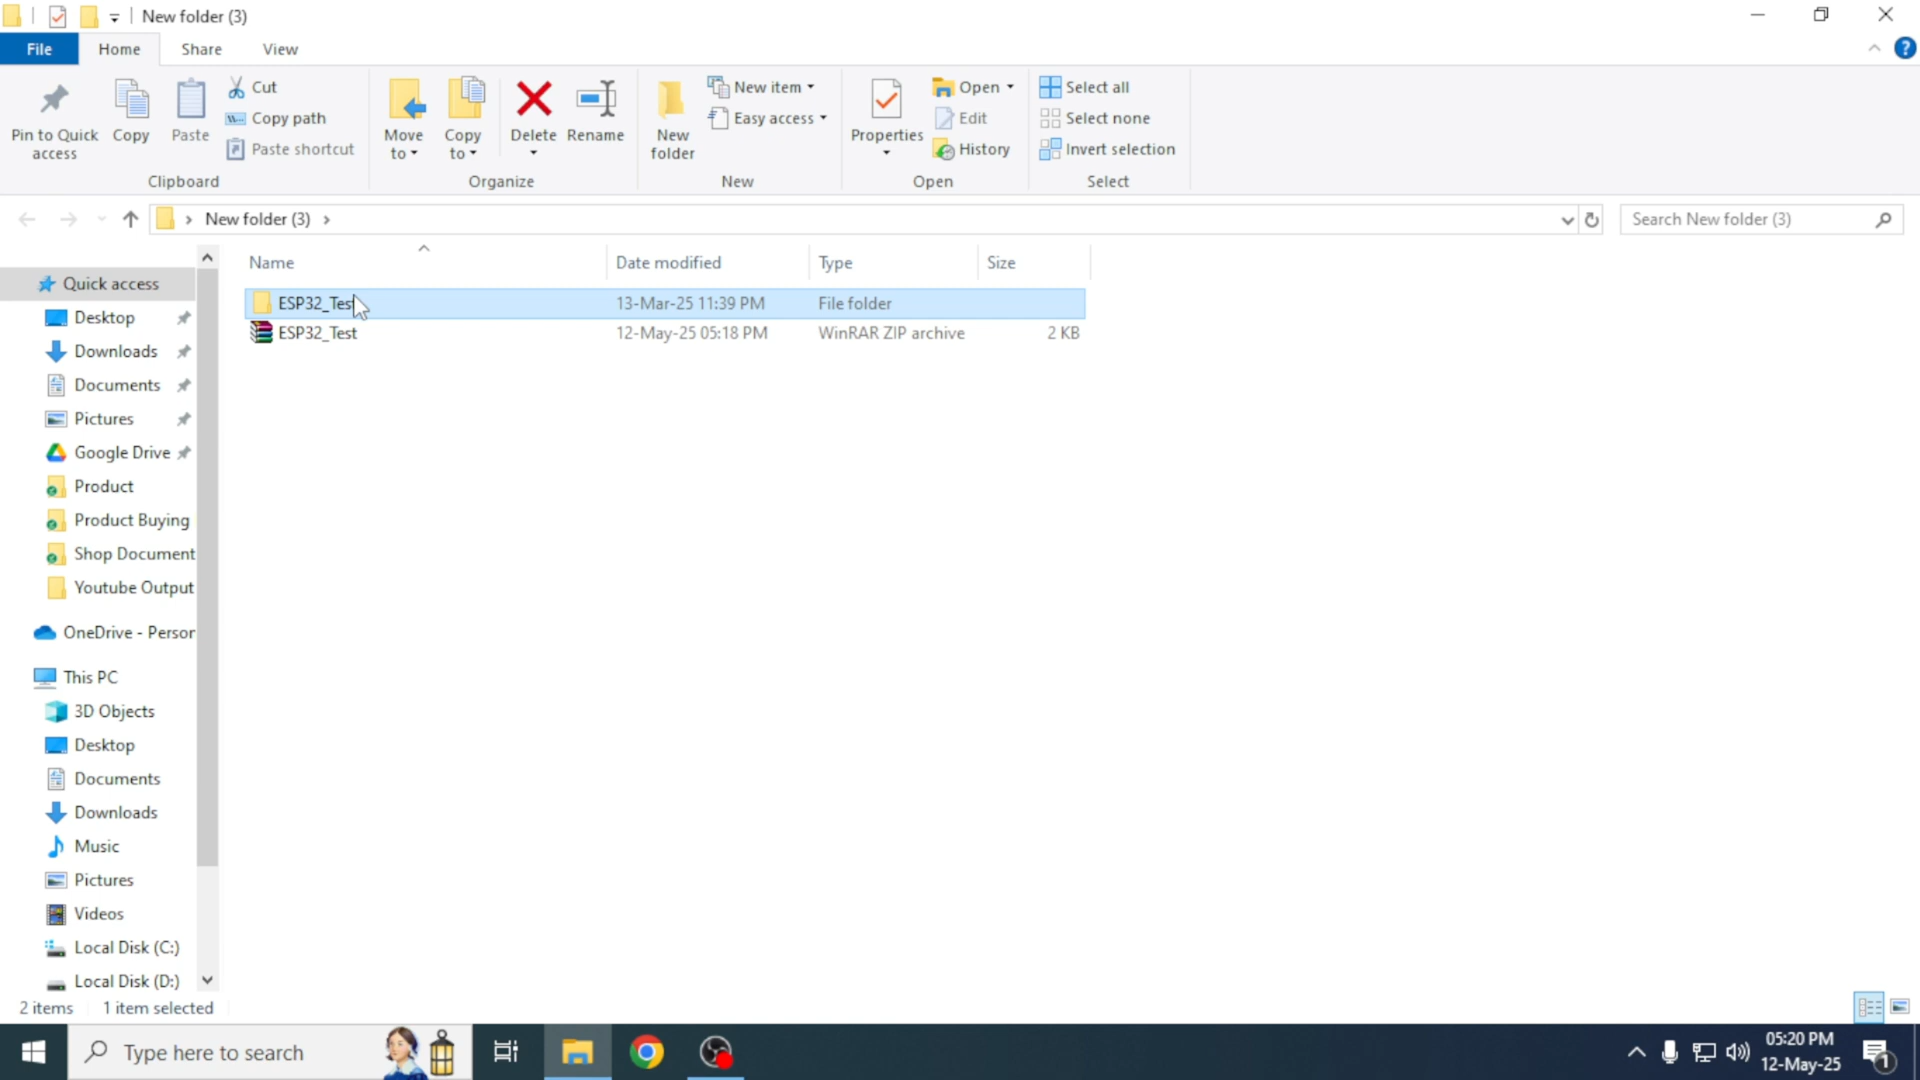 New folder (3)
File Home Share View
Pin to Quick access
Copy
Paste
Cut
Copy path
Paste shortcut
Clipboard
Move to
Copy to
Delete
Rename
Organize
New folder
New item
Easy access
New
Properties
Open
Edit
History
Open
Select all
Select none
Invert selection
Select
New folder (3)
Search New folder (3)
Name Date modified Type Size
ESP32_Test 13-Mar-25 11:39 PM File folder
ESP32_Test 12-May-25 05:18 PM WinRAR ZIP archive 2 KB
Quick access
Desktop
Downloads
Documents
Pictures
Google Drive
Product
Product Buying
Shop Document
Youtube Output
OneDrive - Person
This PC
3D Objects
Desktop
Documents
Downloads
Music
Pictures
Videos
Local Disk (C:)
Local Disk (D:)
2 items 1 item selected
Type here to search
05:20 PM
12-May-25
1